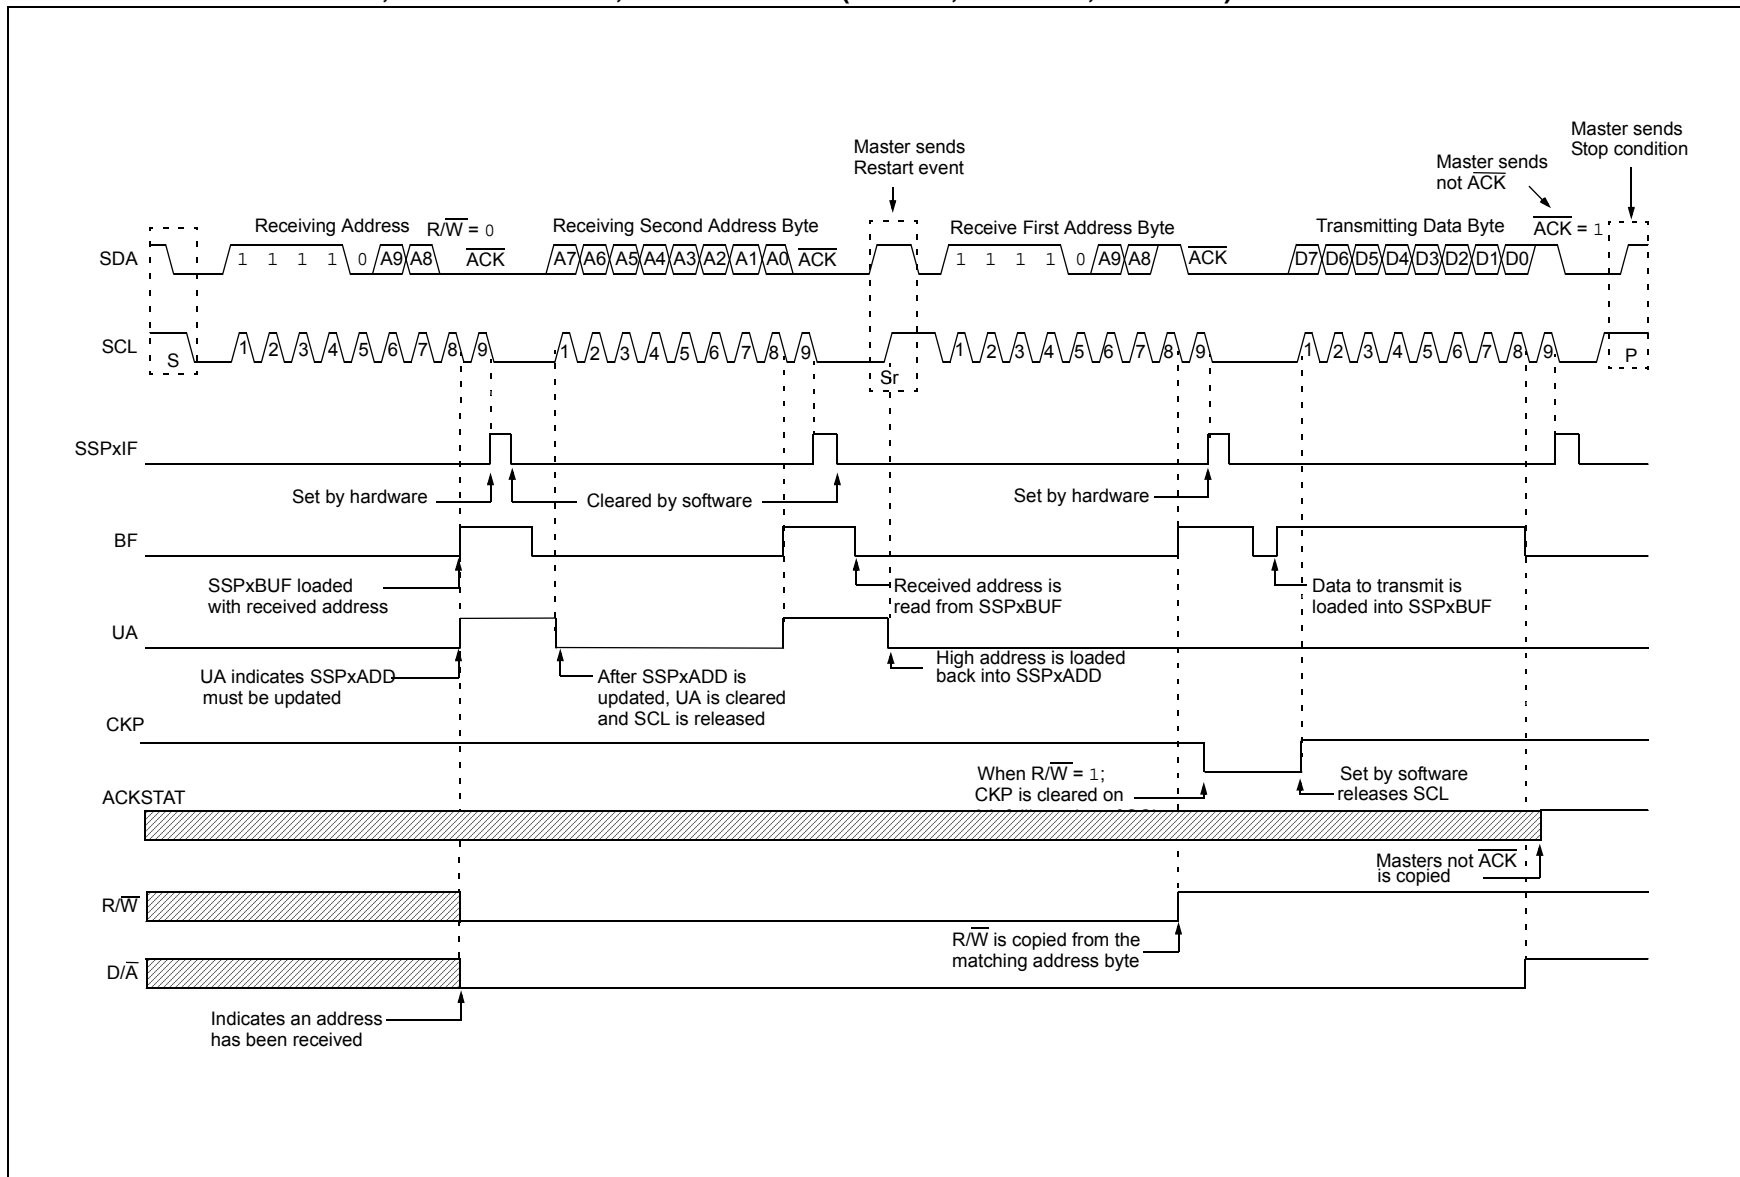 Master sends
Stop condition
Master sends
Restart event
Master sends
not ACK
Receiving Address R/W = 0
Receiving Second Address Byte
Receive First Address Byte
Transmitting Data Byte
ACK = 1
SDA
1 1 1 1 0 A9 A8 ACK
A7 A6 A5 A4 A3 A2 A1 A0 ACK
1 1 1 1 0 A9 A8 ACK
D7 D6 D5 D4 D3 D2 D1 D0
SCL
S
1 2 3 4 5 6 7 8 9
1 2 3 4 5 6 7 8 9
Sr
1 2 3 4 5 6 7 8 9
1 2 3 4 5 6 7 8 9
P
SSPxIF
Set by hardware
Cleared by software
Set by hardware
BF
SSPxBUF loaded
with received address
Received address is
read from SSPxBUF
Data to transmit is
loaded into SSPxBUF
UA
UA indicates SSPxADD
must be updated
After SSPxADD is
updated, UA is cleared
and SCL is released
High address is loaded
back into SSPxADD
CKP
When R/W = 1;
CKP is cleared on
Set by software
releases SCL
ACKSTAT
Masters not ACK
is copied
R/W
R/W is copied from the
matching address byte
D/A
Indicates an address
has been received